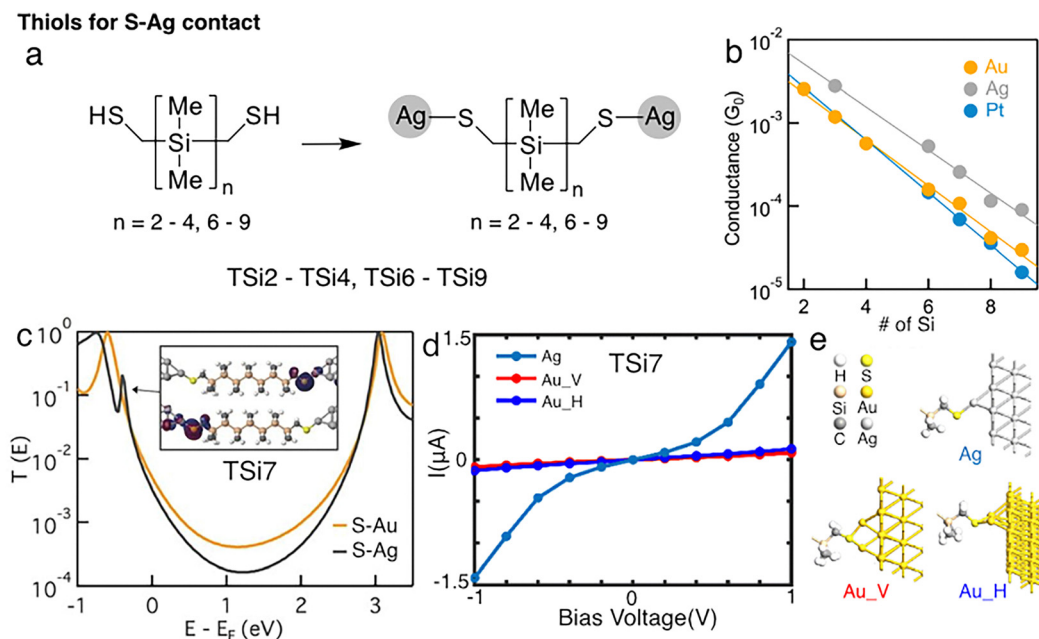 Thiols for S-Ag contact
a
HS
Me
Si
Me
n
SH
n = 2 - 4, 6 - 9
Ag
S
Me
Si
Me
n
S
Ag
n = 2 - 4, 6 - 9
TSi2 - TSi4, TSi6 - TSi9
b
Conductance (G0)
10-2
10-3
10-4
10-5
Au
Ag
Pt
2 4 6 8
# of Si
c
T (E)
10 0
10-1
10-2
10-3
10-4
TSi7
S-Au
S-Ag
-1 0 1 2 3
E - EF (eV)
d
I(μA)
1.5
0
-1.5
Ag
Au_V
Au_H
TSi7
-1 0 1
Bias Voltage(V)
e
H S
Si Au
C Ag
Ag
Au_V Au_H